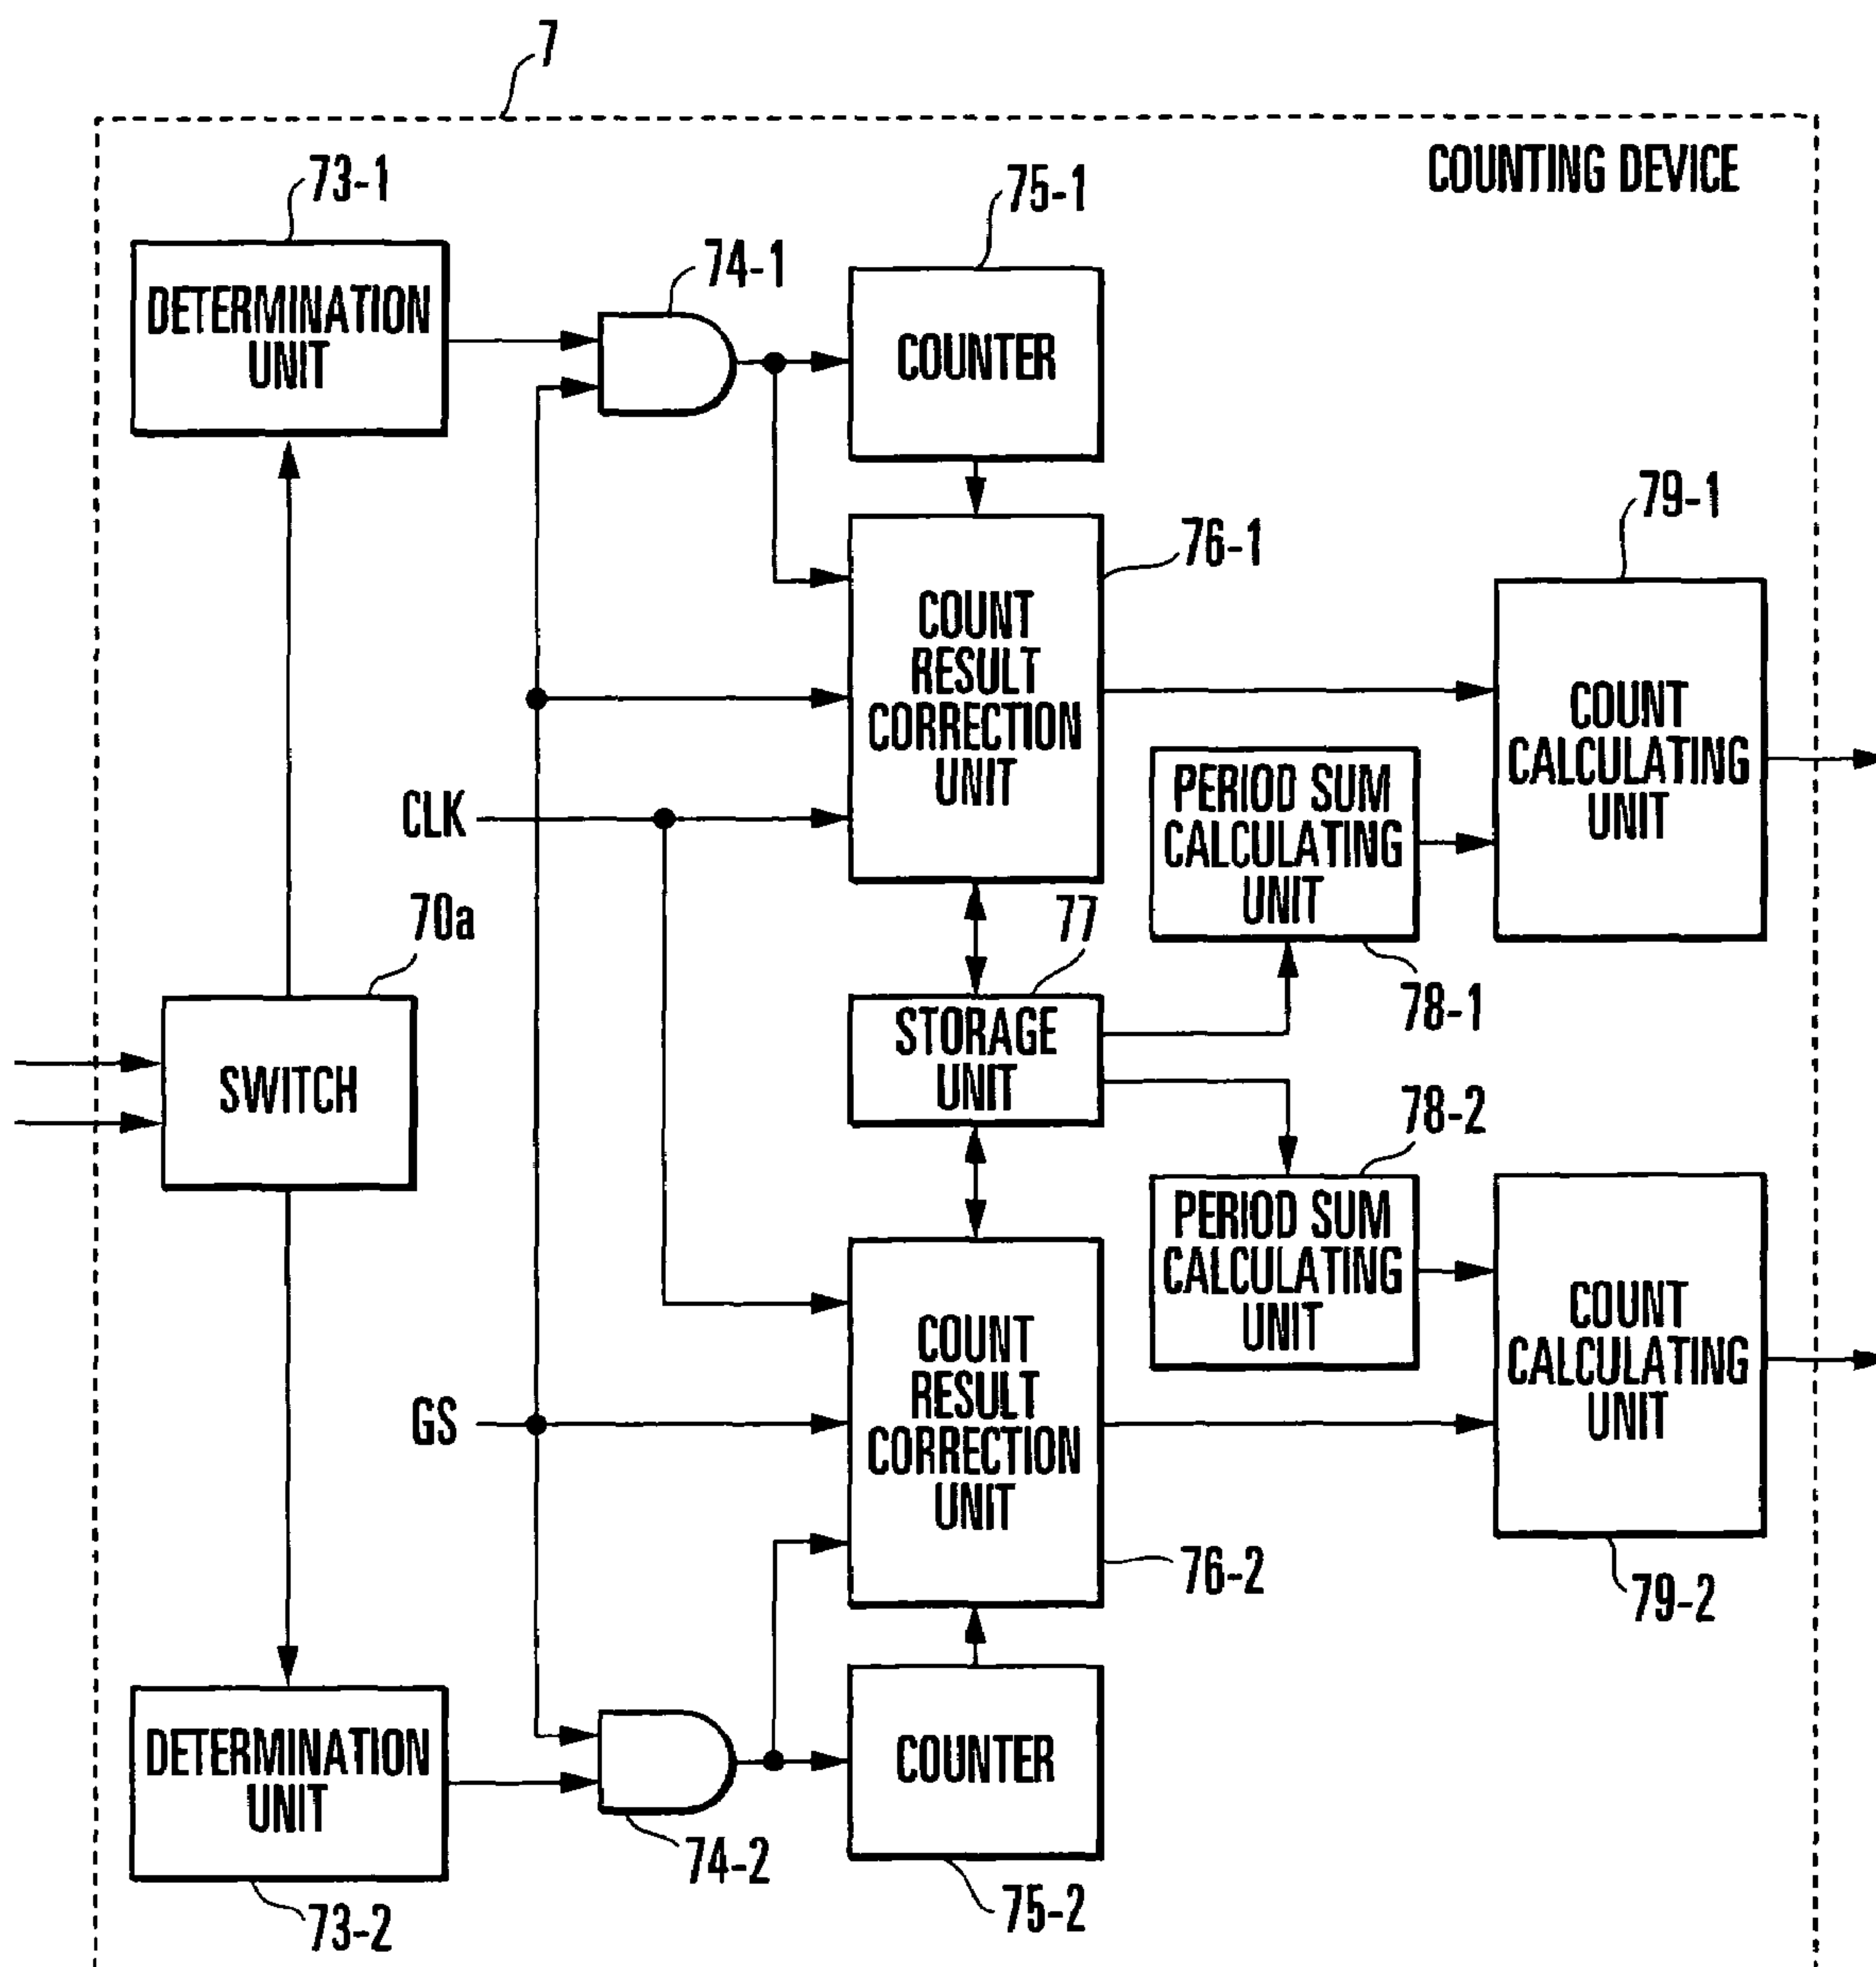 7
COUNTING DEVICE
73-1
DETERMINATION
UNIT
74-1
75-1
COUNTER
76-1
COUNT
RESULT
CORRECTION
UNIT
79-1
COUNT
CALCULATING
UNIT
CLK
PERIOD SUM
CALCULATING
UNIT
78-1
70a
SWITCH
77
STORAGE
UNIT
78-2
PERIOD SUM
CALCULATING
UNIT
COUNT
RESULT
CORRECTION
UNIT
76-2
COUNT
CALCULATING
UNIT
79-2
GS
DETERMINATION
UNIT
73-2
74-2
COUNTER
75-2